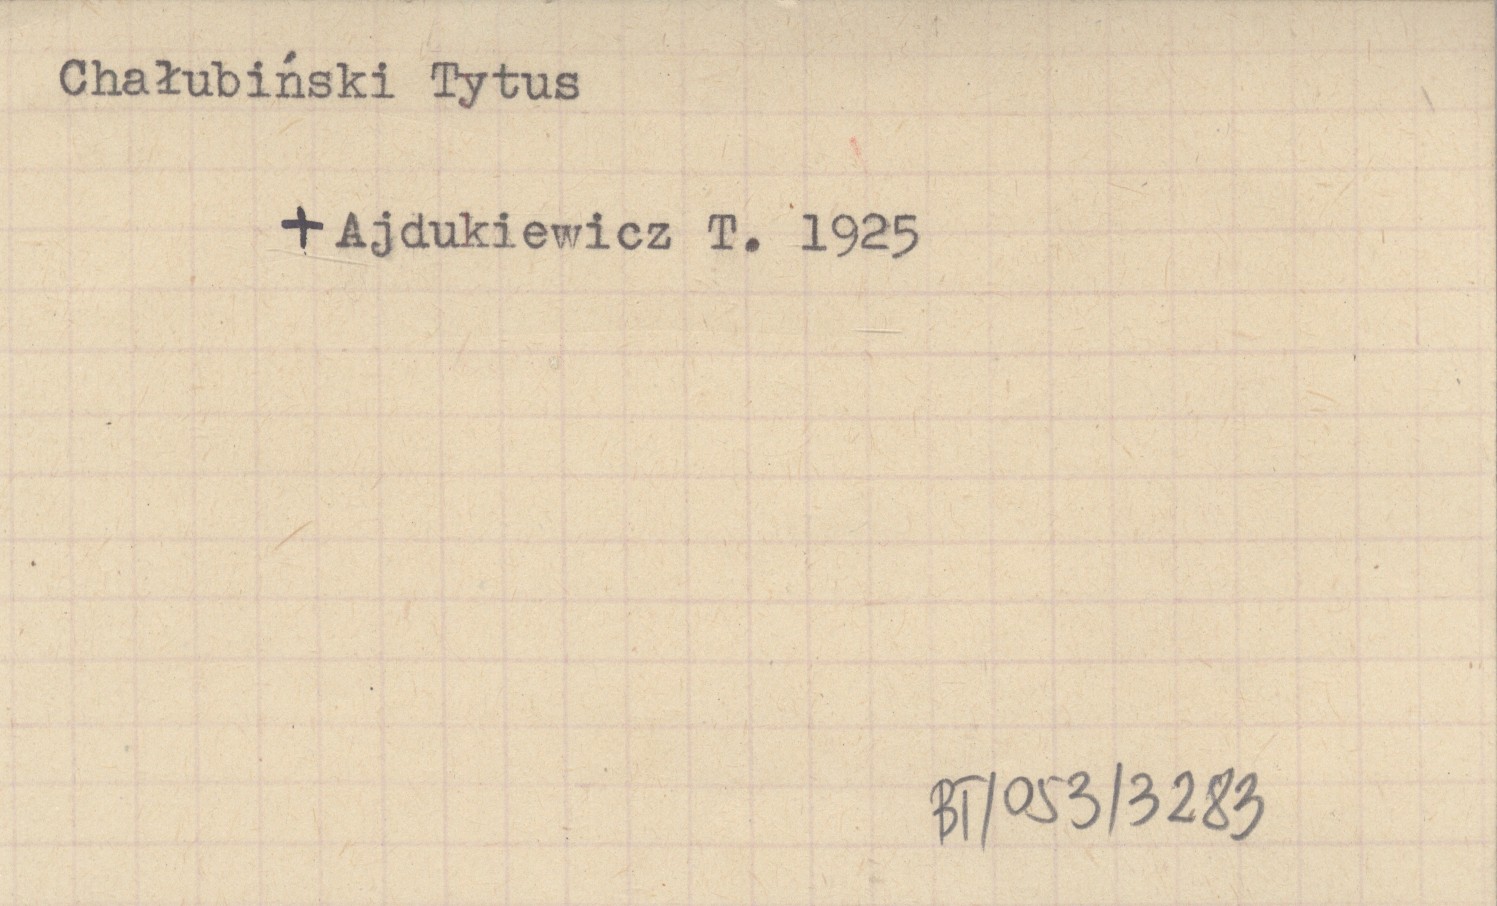 Chałubiński Tytus
+ Ajdukiewicz T. 1925
BT/053/3283